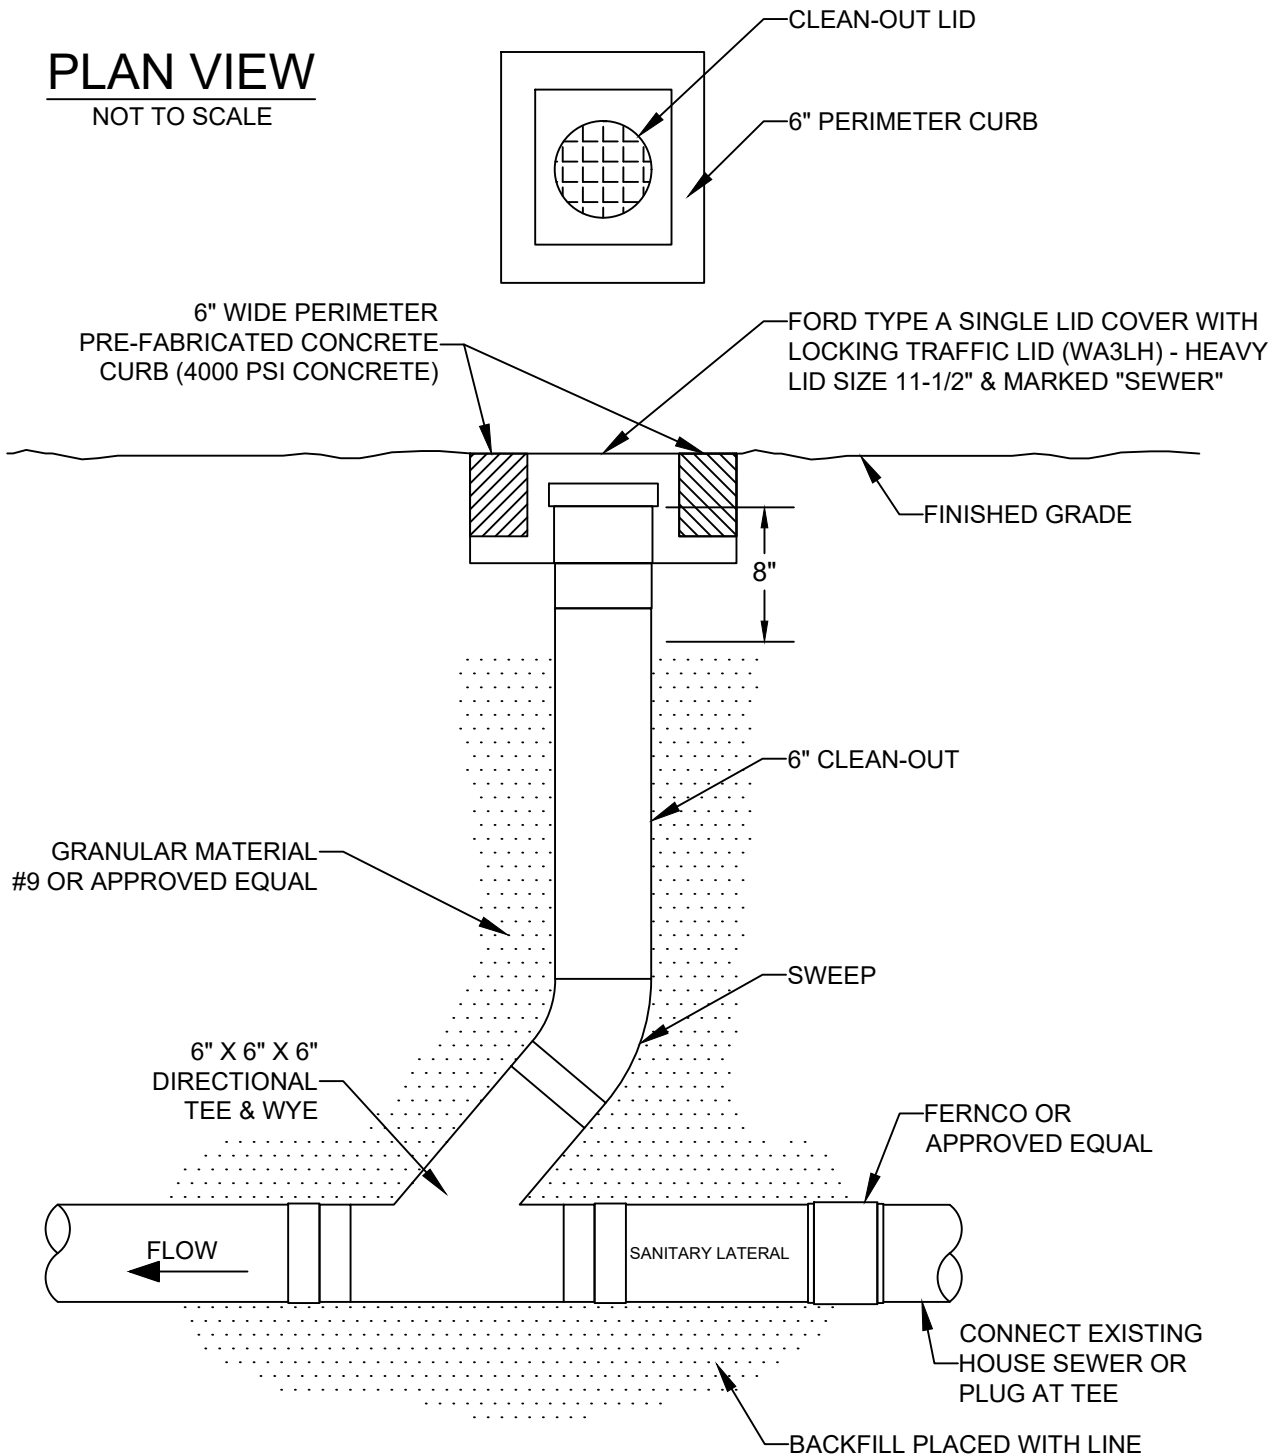 PLAN VIEW
NOT TO SCALE
CLEAN-OUT LID
6" PERIMETER CURB
6" WIDE PERIMETER
PRE-FABRICATED CONCRETE
CURB (4000 PSI CONCRETE)
FORD TYPE A SINGLE LID COVER WITH
LOCKING TRAFFIC LID (WA3LH) - HEAVY
LID SIZE 11-1/2" & MARKED "SEWER"
FINISHED GRADE
8"
6" CLEAN-OUT
GRANULAR MATERIAL
#9 OR APPROVED EQUAL
SWEEP
6" X 6" X 6"
DIRECTIONAL
TEE & WYE
FERNCO OR
APPROVED EQUAL
FLOW
SANITARY LATERAL
CONNECT EXISTING
HOUSE SEWER OR
PLUG AT TEE
BACKFILL PLACED WITH LINE